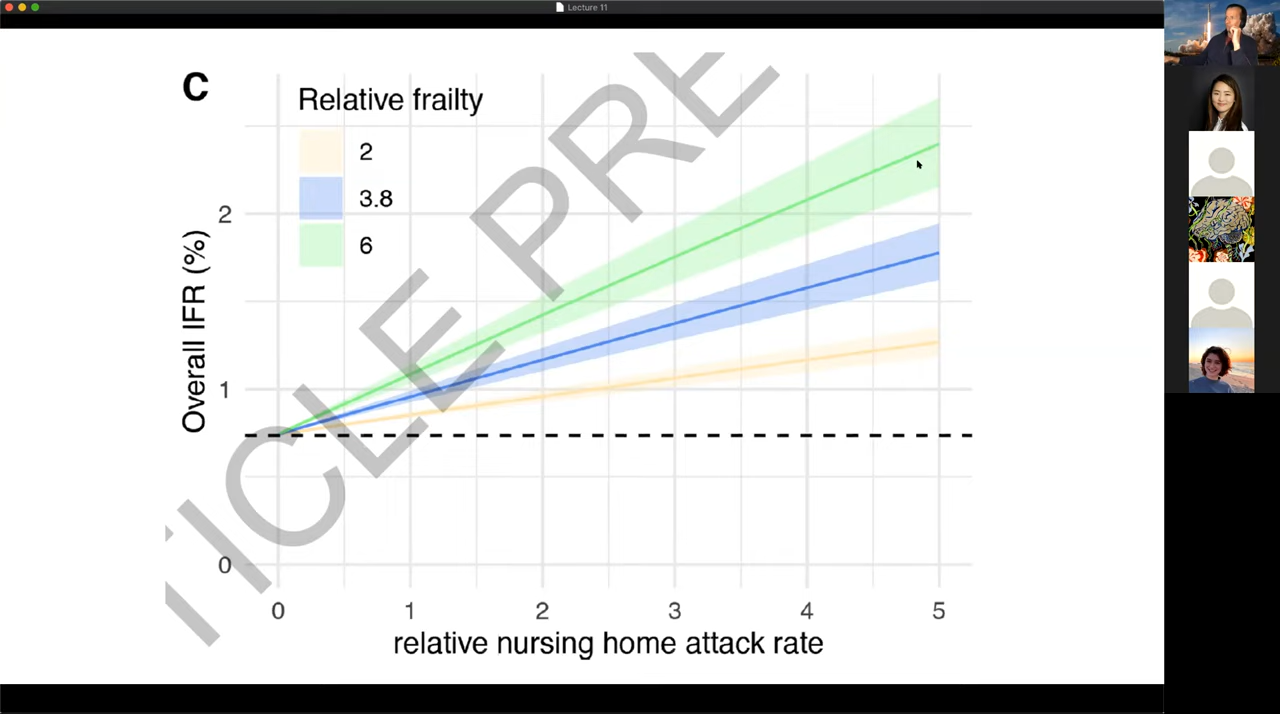 Lecture 11
C
Relative frailty
2
3.8
6
2
1
0
Overall IFR (%)
TICLE PRE
0 1 2 3 4 5
relative nursing home attack rate